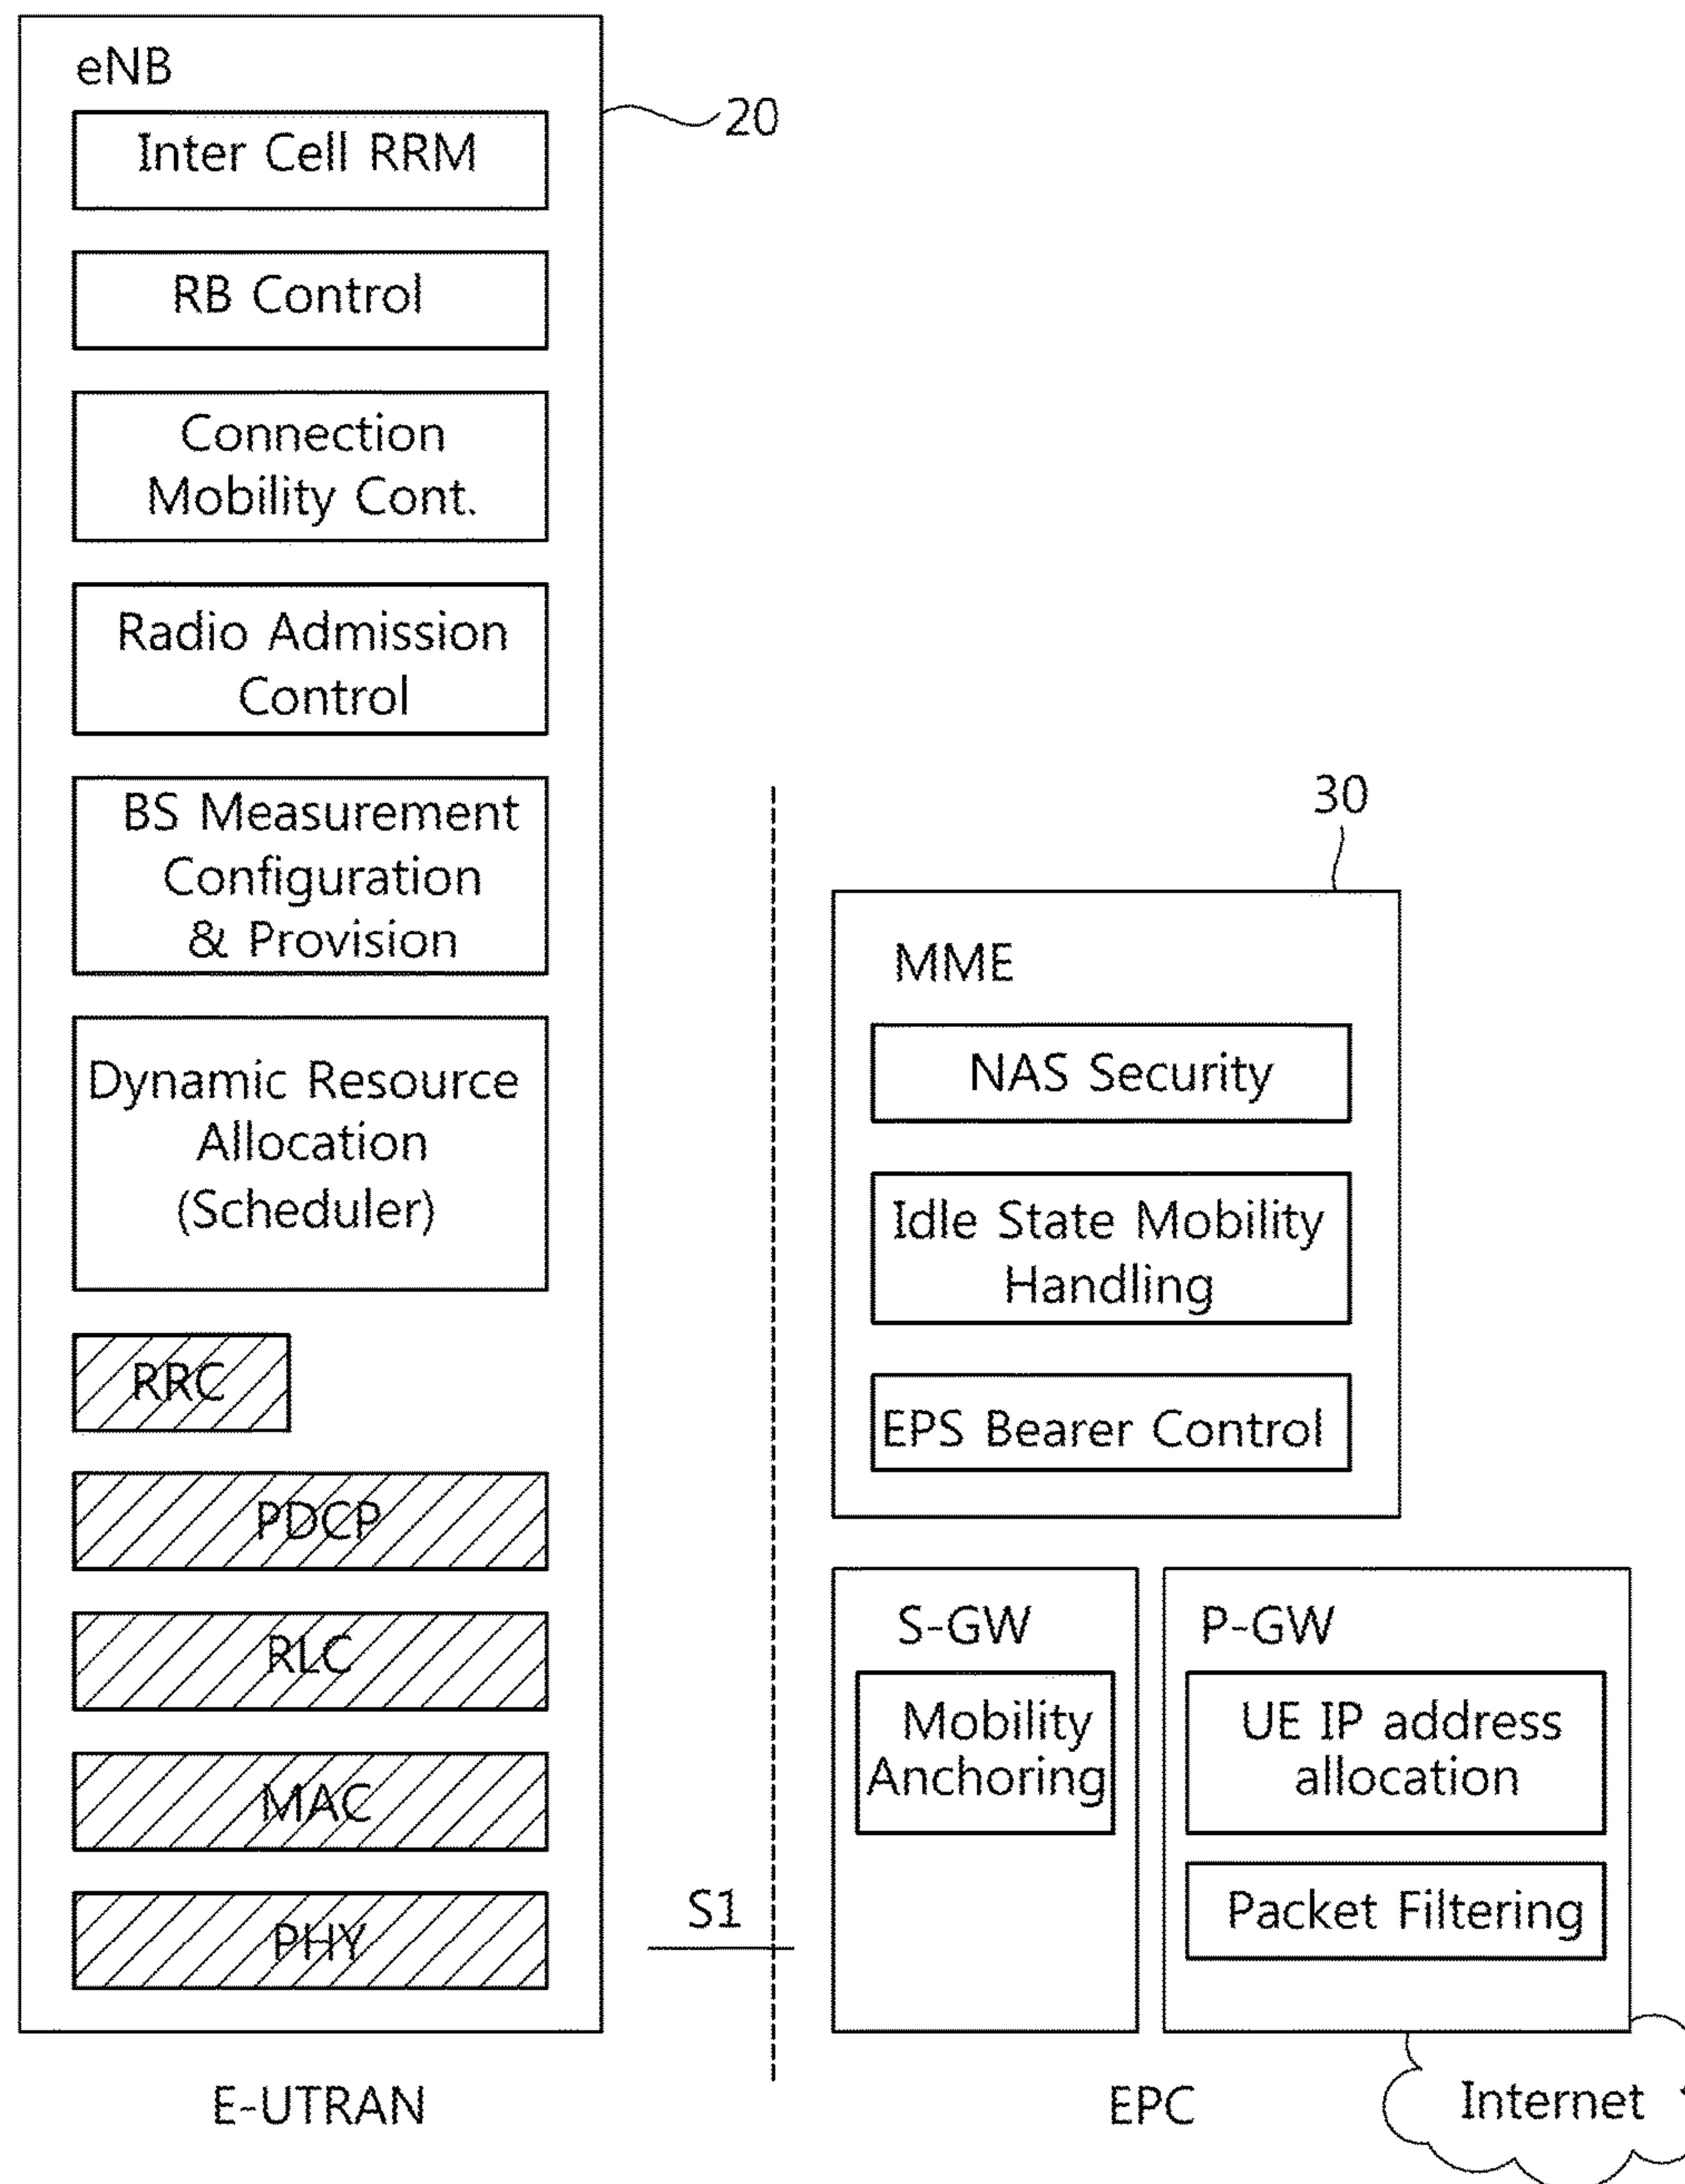 eNB
20
Inter Cell RRM
RB Control
Connection
Mobility Cont.
Radio Admission
Control
BS Measurement
Configuration
& Provision
Dynamic Resource
Allocation
(Scheduler)
RRC
PDCP
RLC
MAC
PHY
E-UTRAN
S1
30
MME
NAS Security
Idle State Mobility
Handling
EPS Bearer Control
S-GW
Mobility
Anchoring
P-GW
UE IP address
allocation
Packet Filtering
EPC
Internet